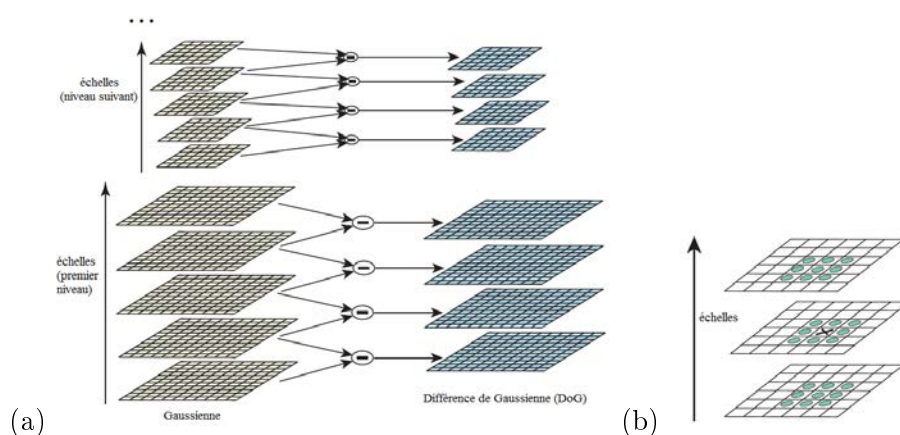 ...
échelles
(niveau suivant)
échelles
(premier
niveau)
Gaussienne
Différence de Gaussienne (DoG)
(a)
échelles
X
(b)